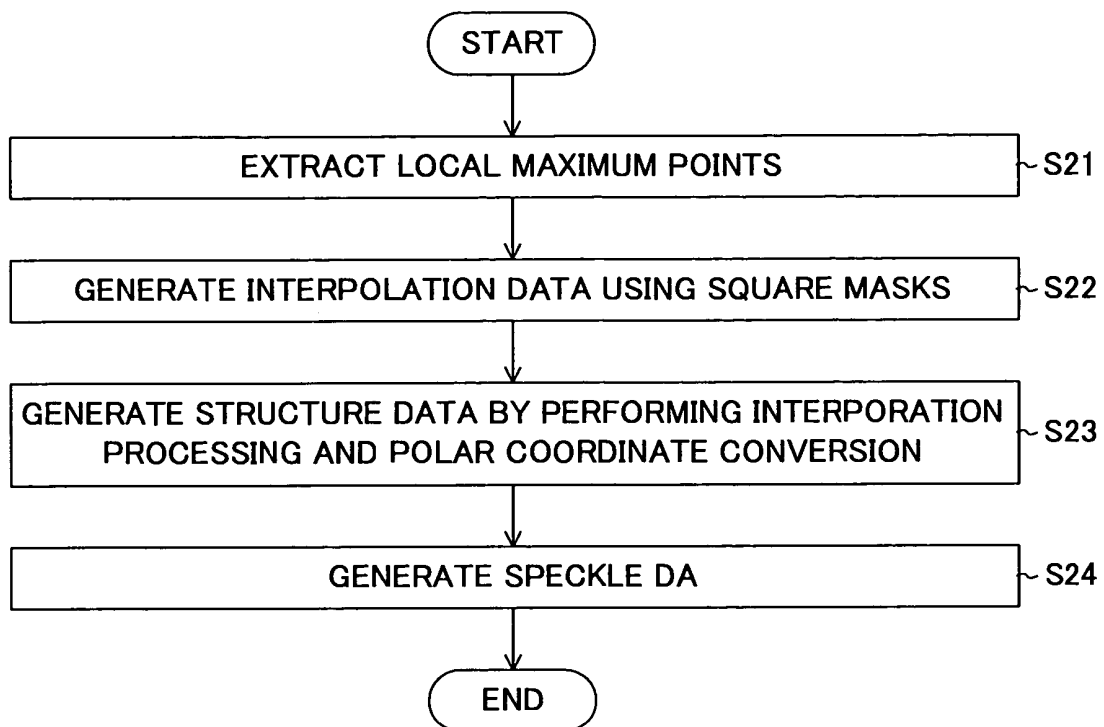 START
EXTRACT LOCAL MAXIMUM POINTS
S21
GENERATE INTERPOLATION DATA USING SQUARE MASKS
S22
GENERATE STRUCTURE DATA BY PERFORMING INTERPORATION
PROCESSING AND POLAR COORDINATE CONVERSION
S23
GENERATE SPECKLE DA
S24
END